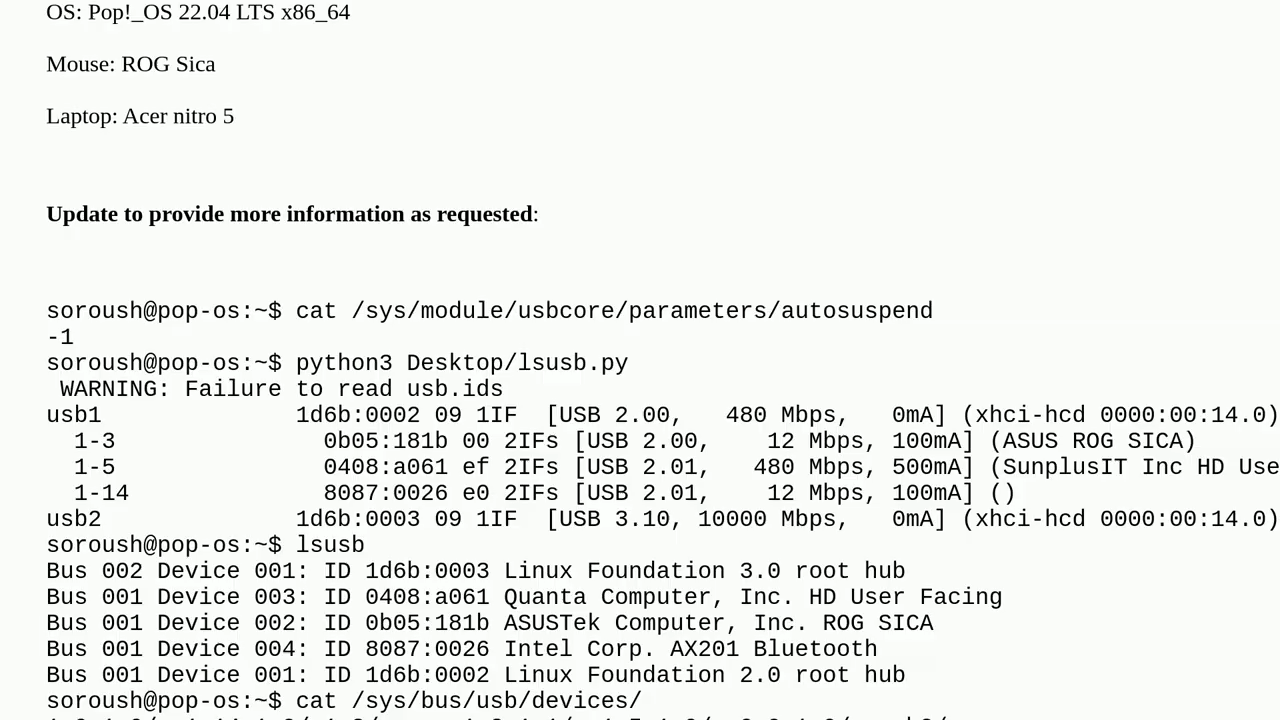 OS: Pop!_OS 22.04 LTS x86_64
Mouse: ROG Sica
Laptop: Acer nitro 5
Update to provide more information as requested:
soroush@pop-os:~$ cat /sys/module/usbcore/parameters/autosuspend
-1
soroush@pop-os:~$ python3 Desktop/lsusb.py
 WARNING: Failure to read usb.ids
usb1              1d6b:0002 09 1IF  [USB 2.00,   480 Mbps,   0mA] (xhci-hcd 0000:00:14.0)
  1-3               0b05:181b 00 2IFs [USB 2.00,    12 Mbps, 100mA] (ASUS ROG SICA)
  1-5               0408:a061 ef 2IFs [USB 2.01,   480 Mbps, 500mA] (SunplusIT Inc HD Use
  1-14              8087:0026 e0 2IFs [USB 2.01,    12 Mbps, 100mA] ()
usb2              1d6b:0003 09 1IF  [USB 3.10, 10000 Mbps,   0mA] (xhci-hcd 0000:00:14.0)
soroush@pop-os:~$ lsusb
Bus 002 Device 001: ID 1d6b:0003 Linux Foundation 3.0 root hub
Bus 001 Device 003: ID 0408:a061 Quanta Computer, Inc. HD User Facing
Bus 001 Device 002: ID 0b05:181b ASUSTek Computer, Inc. ROG SICA
Bus 001 Device 004: ID 8087:0026 Intel Corp. AX201 Bluetooth
Bus 001 Device 001: ID 1d6b:0002 Linux Foundation 2.0 root hub
soroush@pop-os:~$ cat /sys/bus/usb/devices/